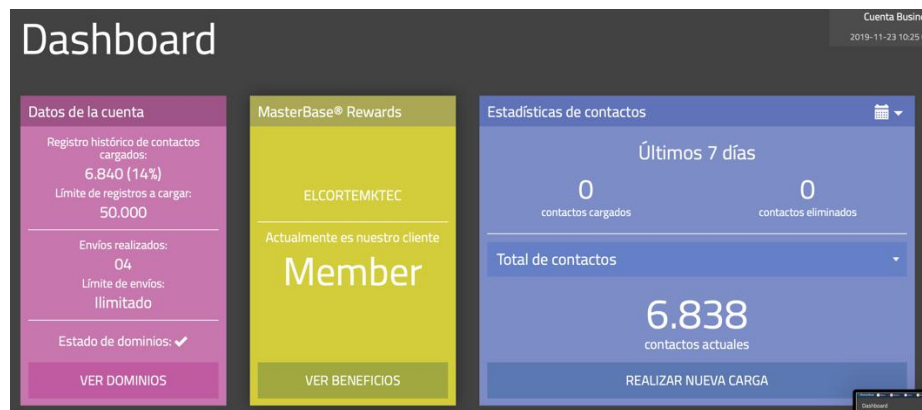 Dashboard
Cuenta
2019-11-23 10:25
Datos de la cuenta
Registro histórico de contactos
cargados:
6.840 (14%)
Límite de registros a cargar:
50.000
Envíos realizados:
04
Límite de envíos:
Ilimitado
Estado de dominios: ✔
VER DOMINIOS
MasterBase® Rewards
ELCORTEMKTEC
Actualmente es nuestro cliente
Member
VER BENEFICIOS
Estadísticas de contactos
Últimos 7 días
0
contactos cargados
0
contactos eliminados
Total de contactos
6.838
contactos actuales
REALIZAR NUEVA CARGA
Dashboard